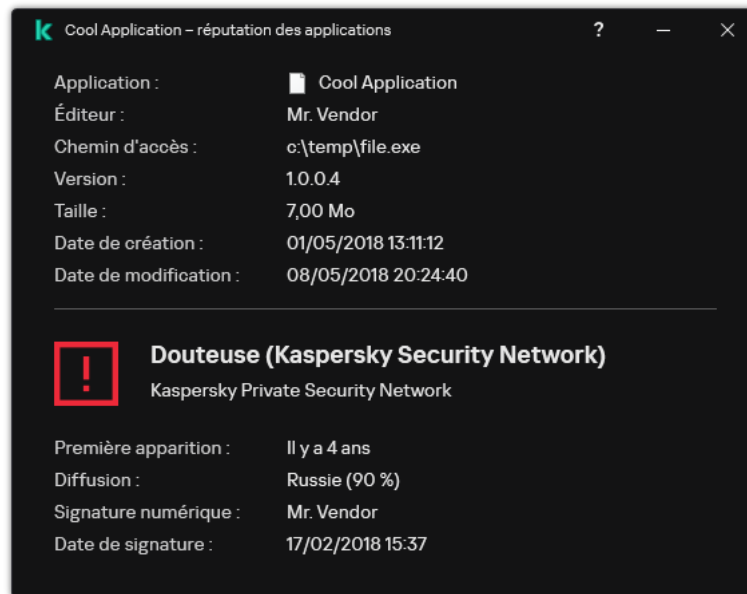 Cool Application – réputation des applications ?
Application : Cool Application
Éditeur : Mr. Vendor
Chemin d'accès : c:\temp\file.exe
Version : 1.0.0.4
Taille : 7,00 Mo
Date de création : 01/05/2018 13:11:12
Date de modification : 08/05/2018 20:24:40
Douteuse (Kaspersky Security Network)
Kaspersky Private Security Network
Première apparition : Il y a 4 ans
Diffusion : Russie (90 %)
Signature numérique : Mr. Vendor
Date de signature : 17/02/2018 15:37